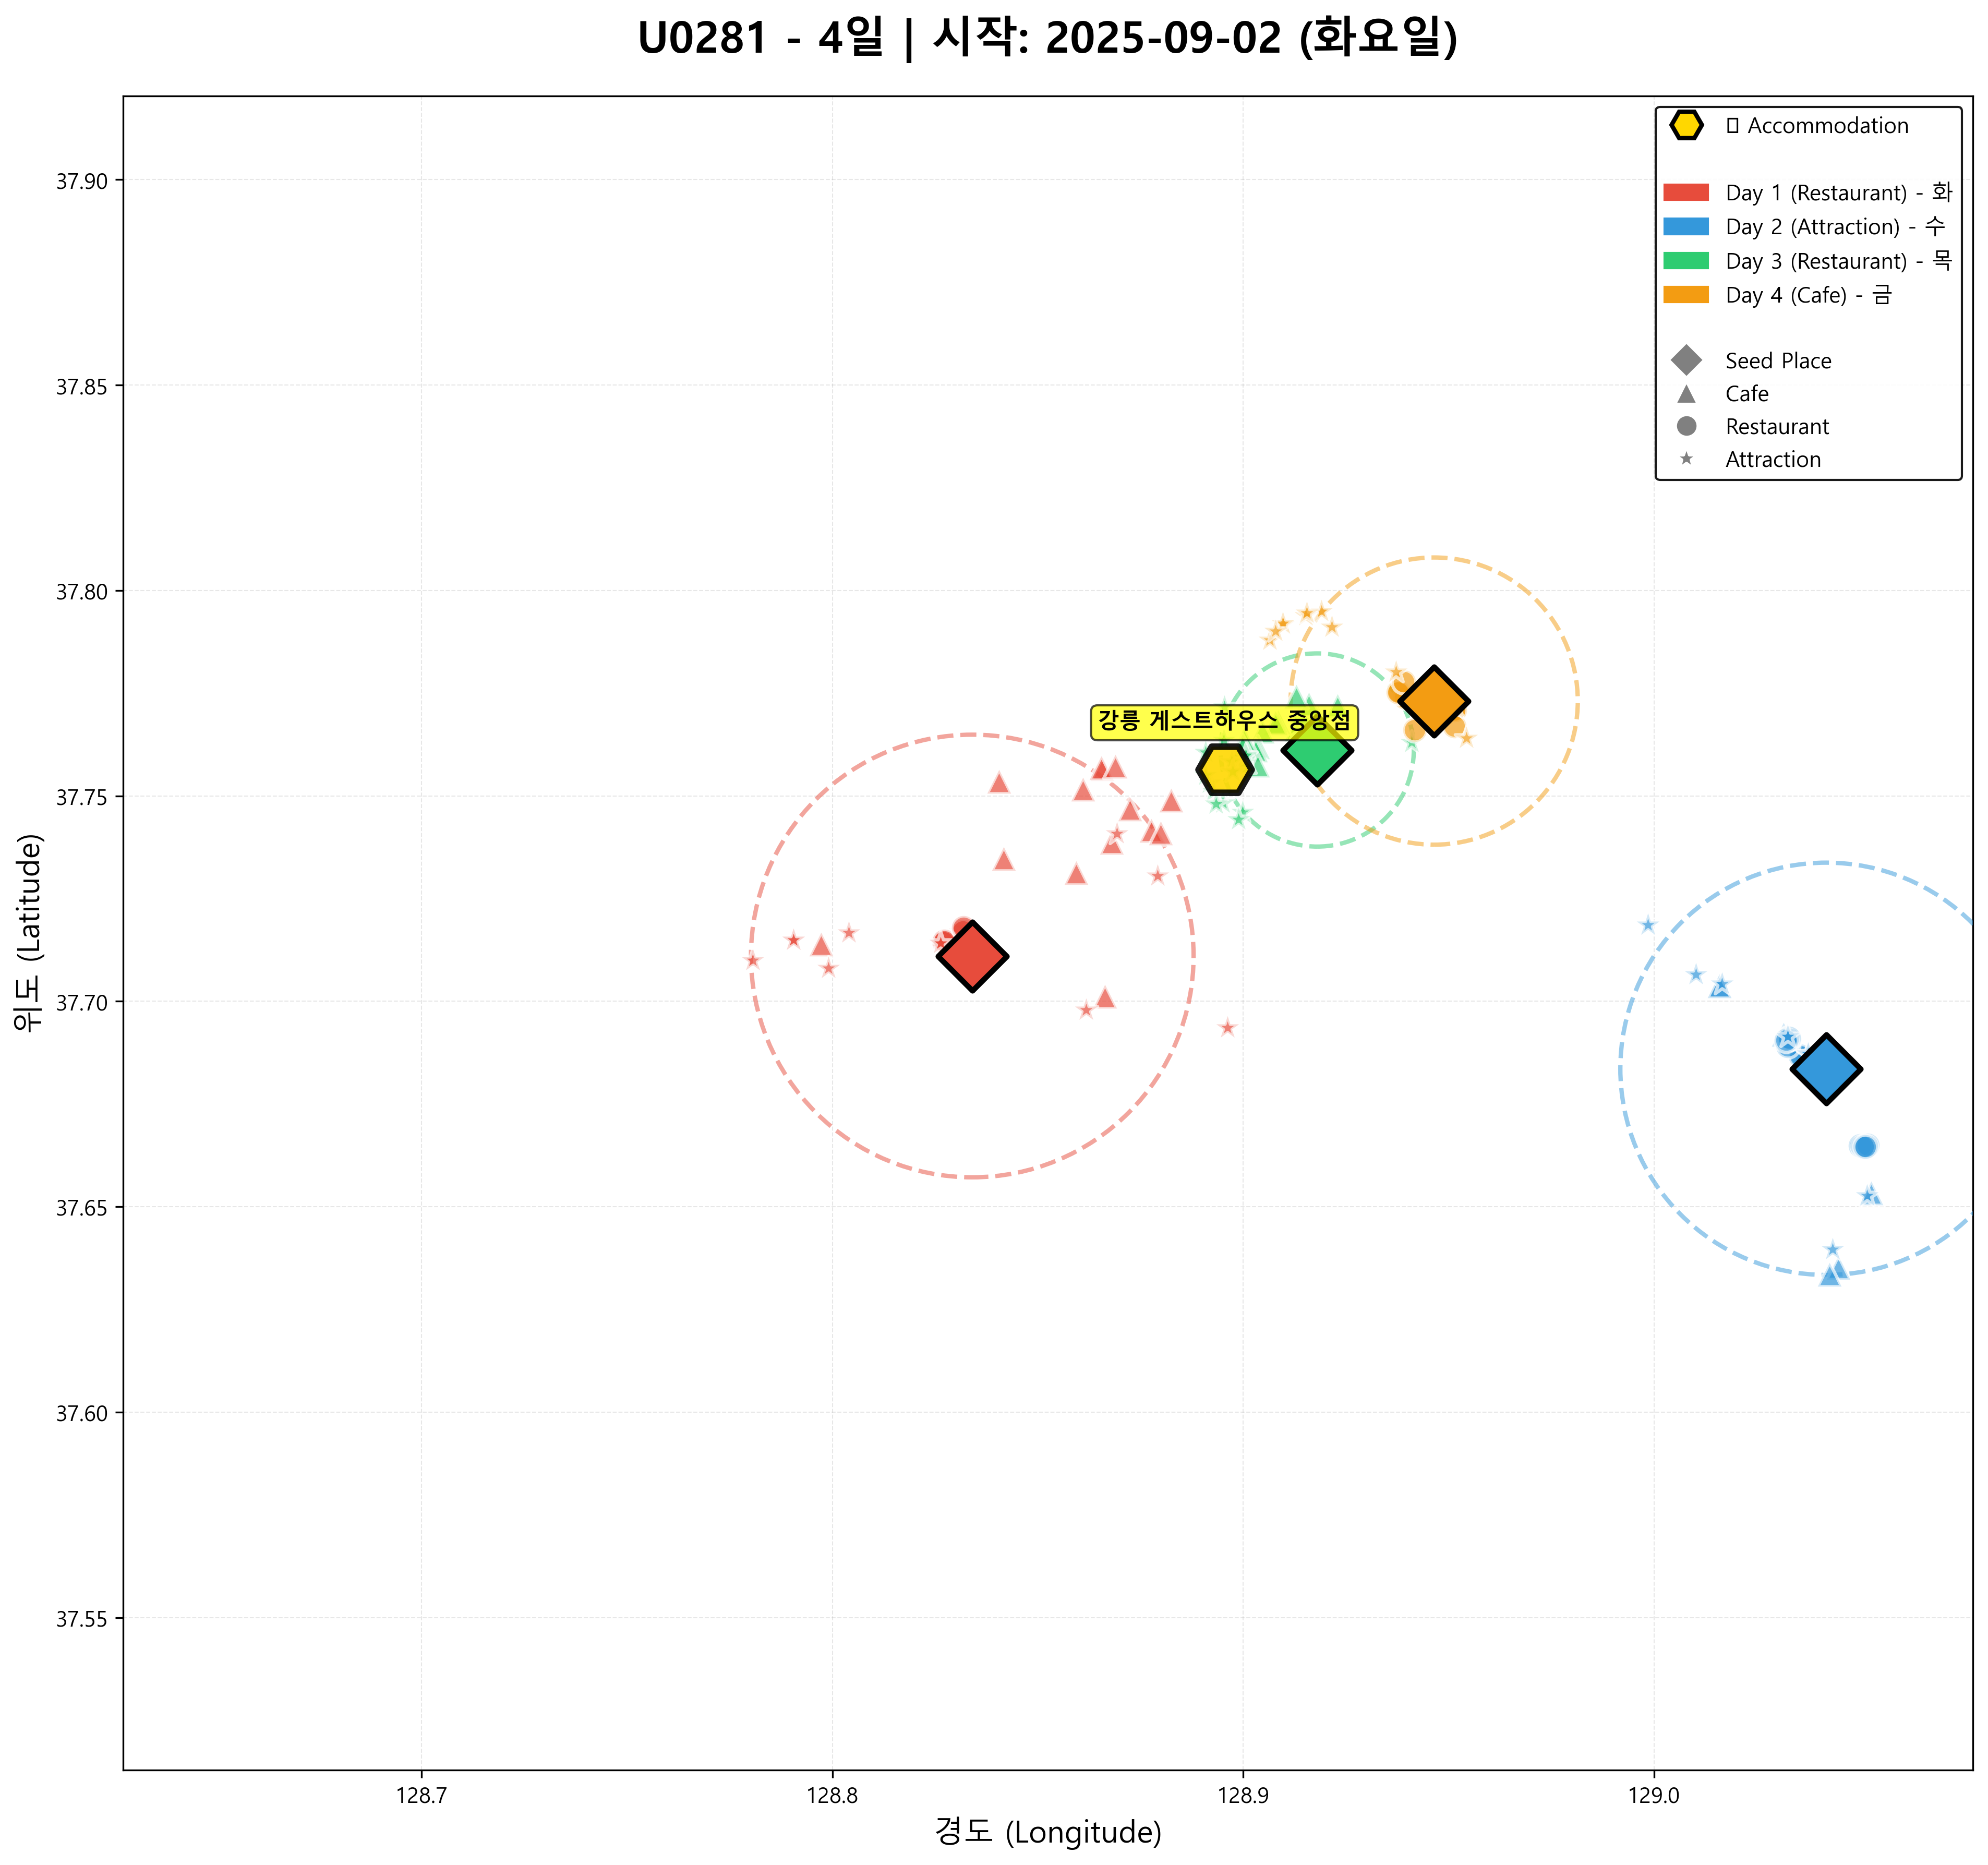 U0281 - 4일 | 시작: 2025-09-02 (화요일)
Accommodation
Day 1 (Restaurant) - 화
Day 2 (Attraction) - 수
Day 3 (Restaurant) - 목
Day 4 (Cafe) - 금
Seed Place
Cafe
Restaurant
Attraction
강릉 게스트하우스 중앙점
위도 (Latitude)
37.90
37.85
37.80
37.75
37.70
37.65
37.60
37.55
128.7
128.8
128.9
129.0
경도 (Longitude)